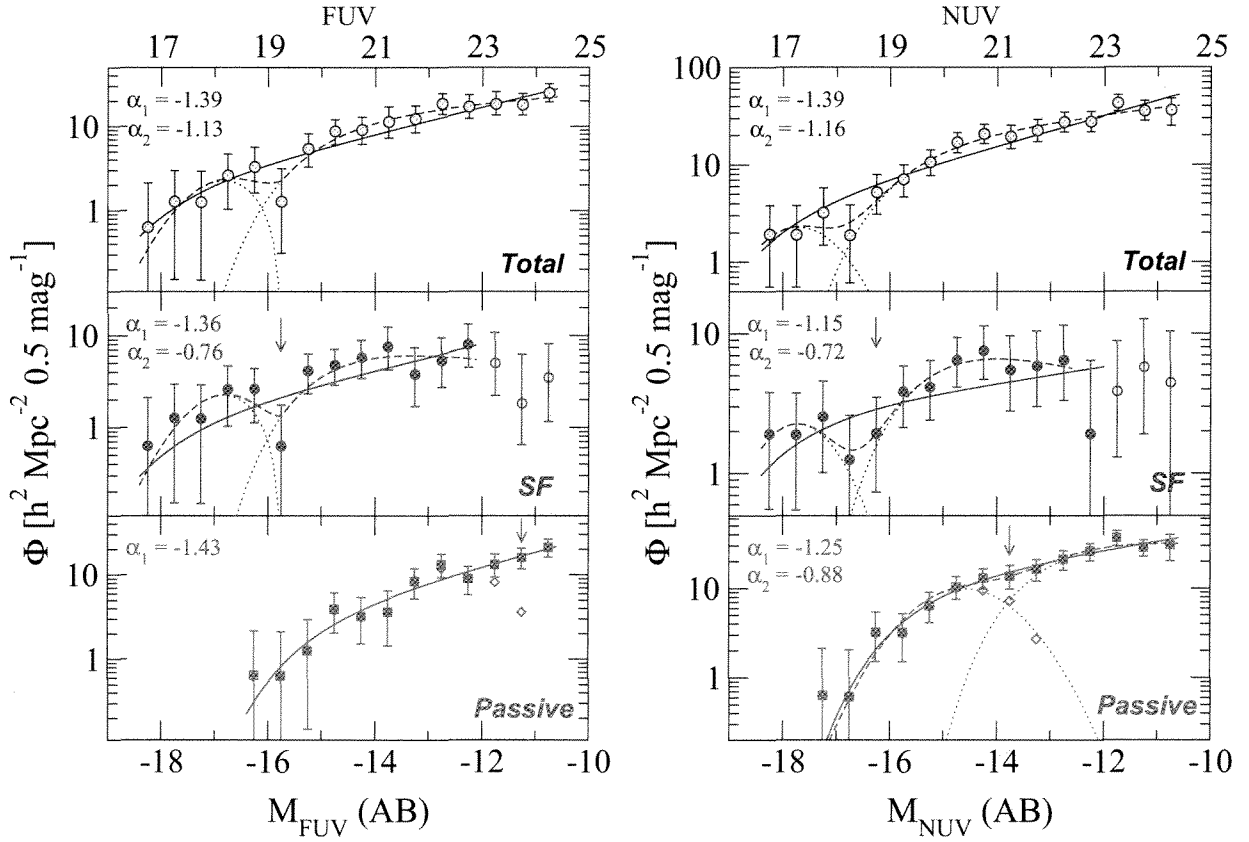 FUV
17 19 21 23 25
10
1
α1 = -1.39
α2 = -1.13
Total
10
1
α1 = -1.36
α2 = -0.76
SF
10
1
α1 = -1.43
Passive
Φ [h² Mpc⁻² 0.5 mag⁻¹]
-18 -16 -14 -12 -10
M_FUV (AB)
NUV
17 19 21 23 25
100
10
1
α1 = -1.39
α2 = -1.16
Total
10
1
α1 = -1.15
α2 = -0.72
SF
10
1
α1 = -1.25
α2 = -0.88
Passive
Φ [h² Mpc⁻² 0.5 mag⁻¹]
-18 -16 -14 -12 -10
M_NUV (AB)